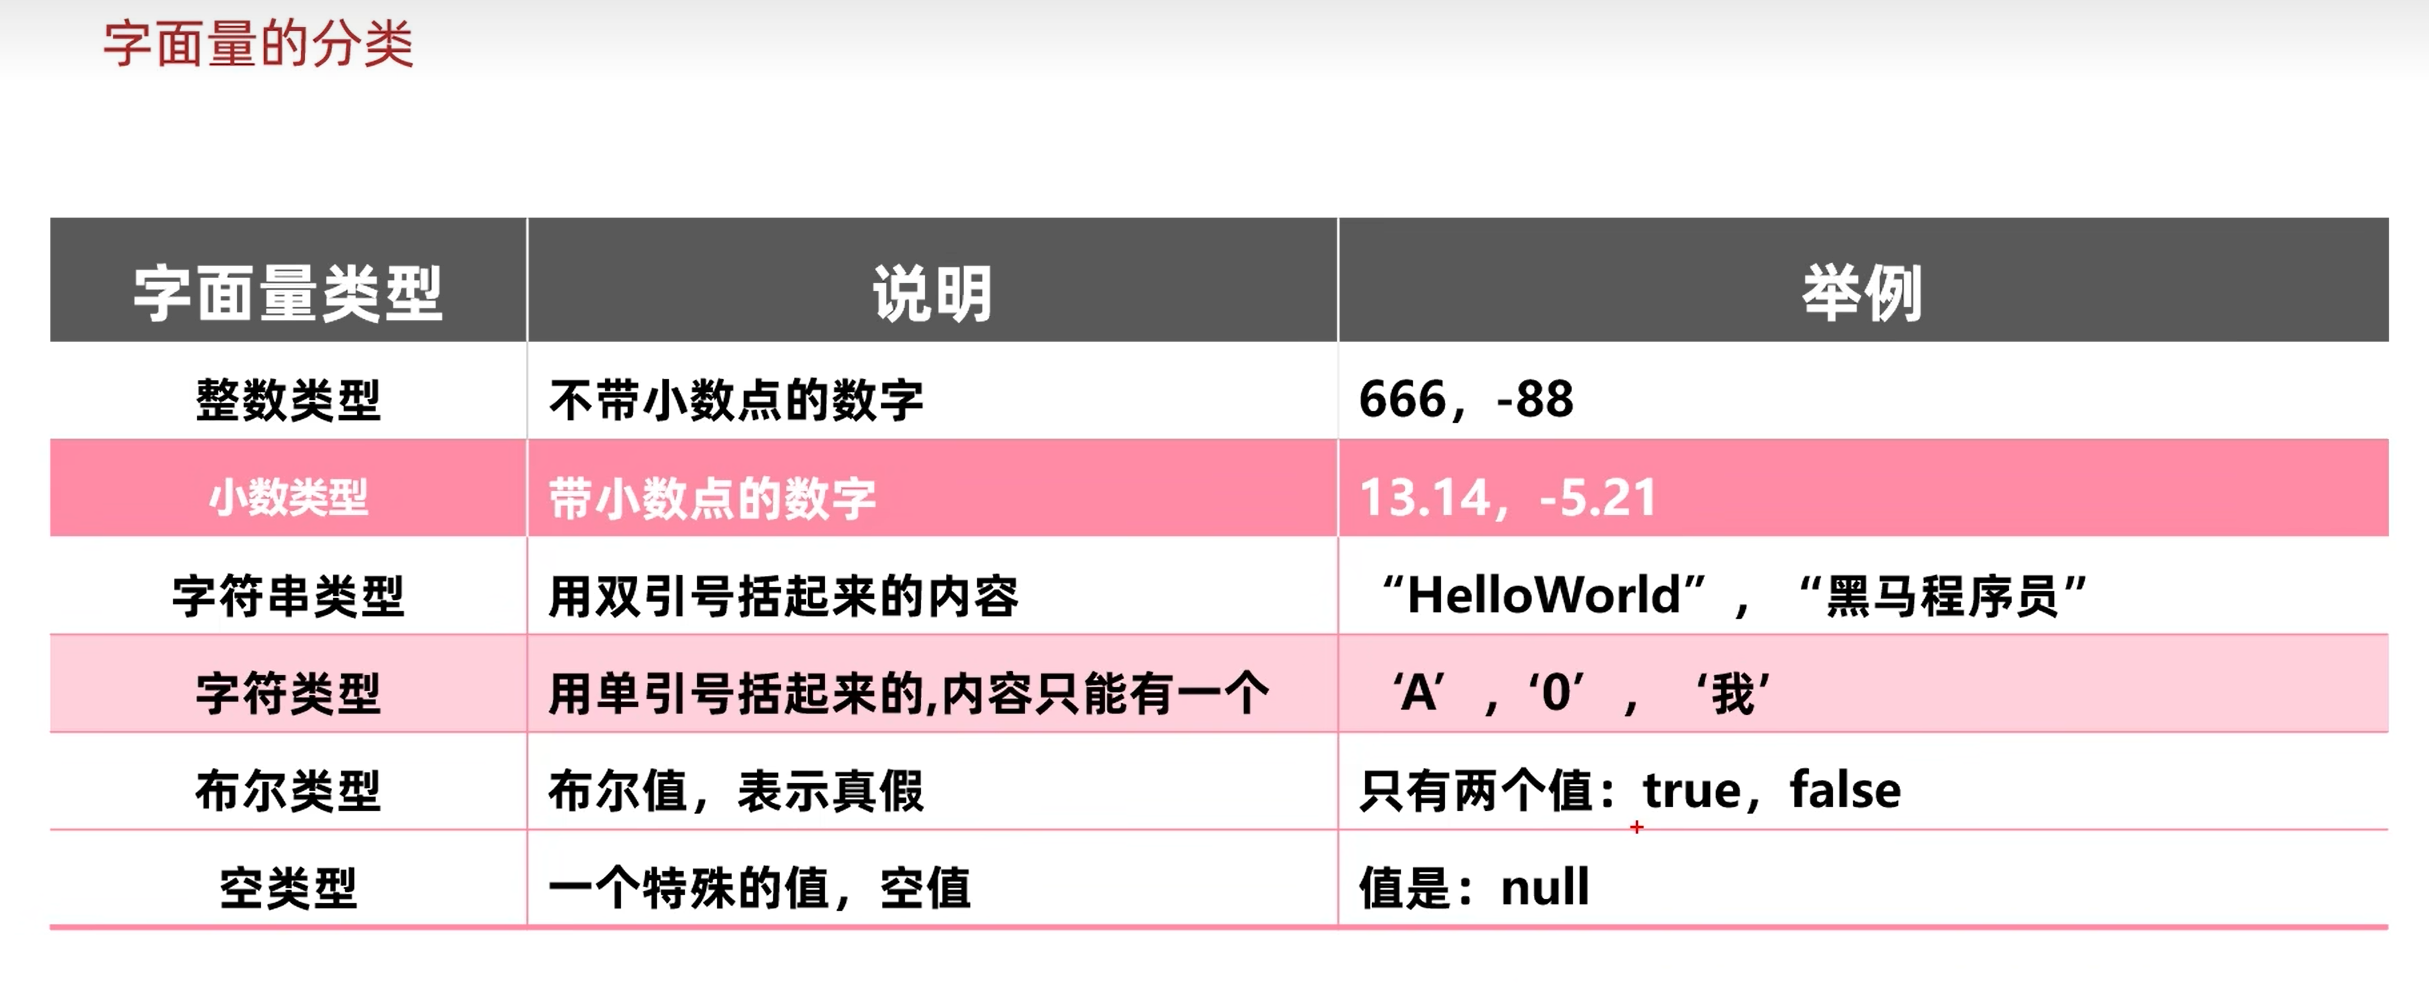 字面量的分类
字面量类型 说明 举例
整数类型 不带小数点的数字 666，-88
小数类型 带小数点的数字 13.14，-5.21
字符串类型 用双引号括起来的内容 “HelloWorld”，“黑马程序员”
字符类型 用单引号括起来的,内容只能有一个 ‘A’，‘0’，‘我’
布尔类型 布尔值，表示真假 只有两个值：true，false
空类型 一个特殊的值，空值 值是：null